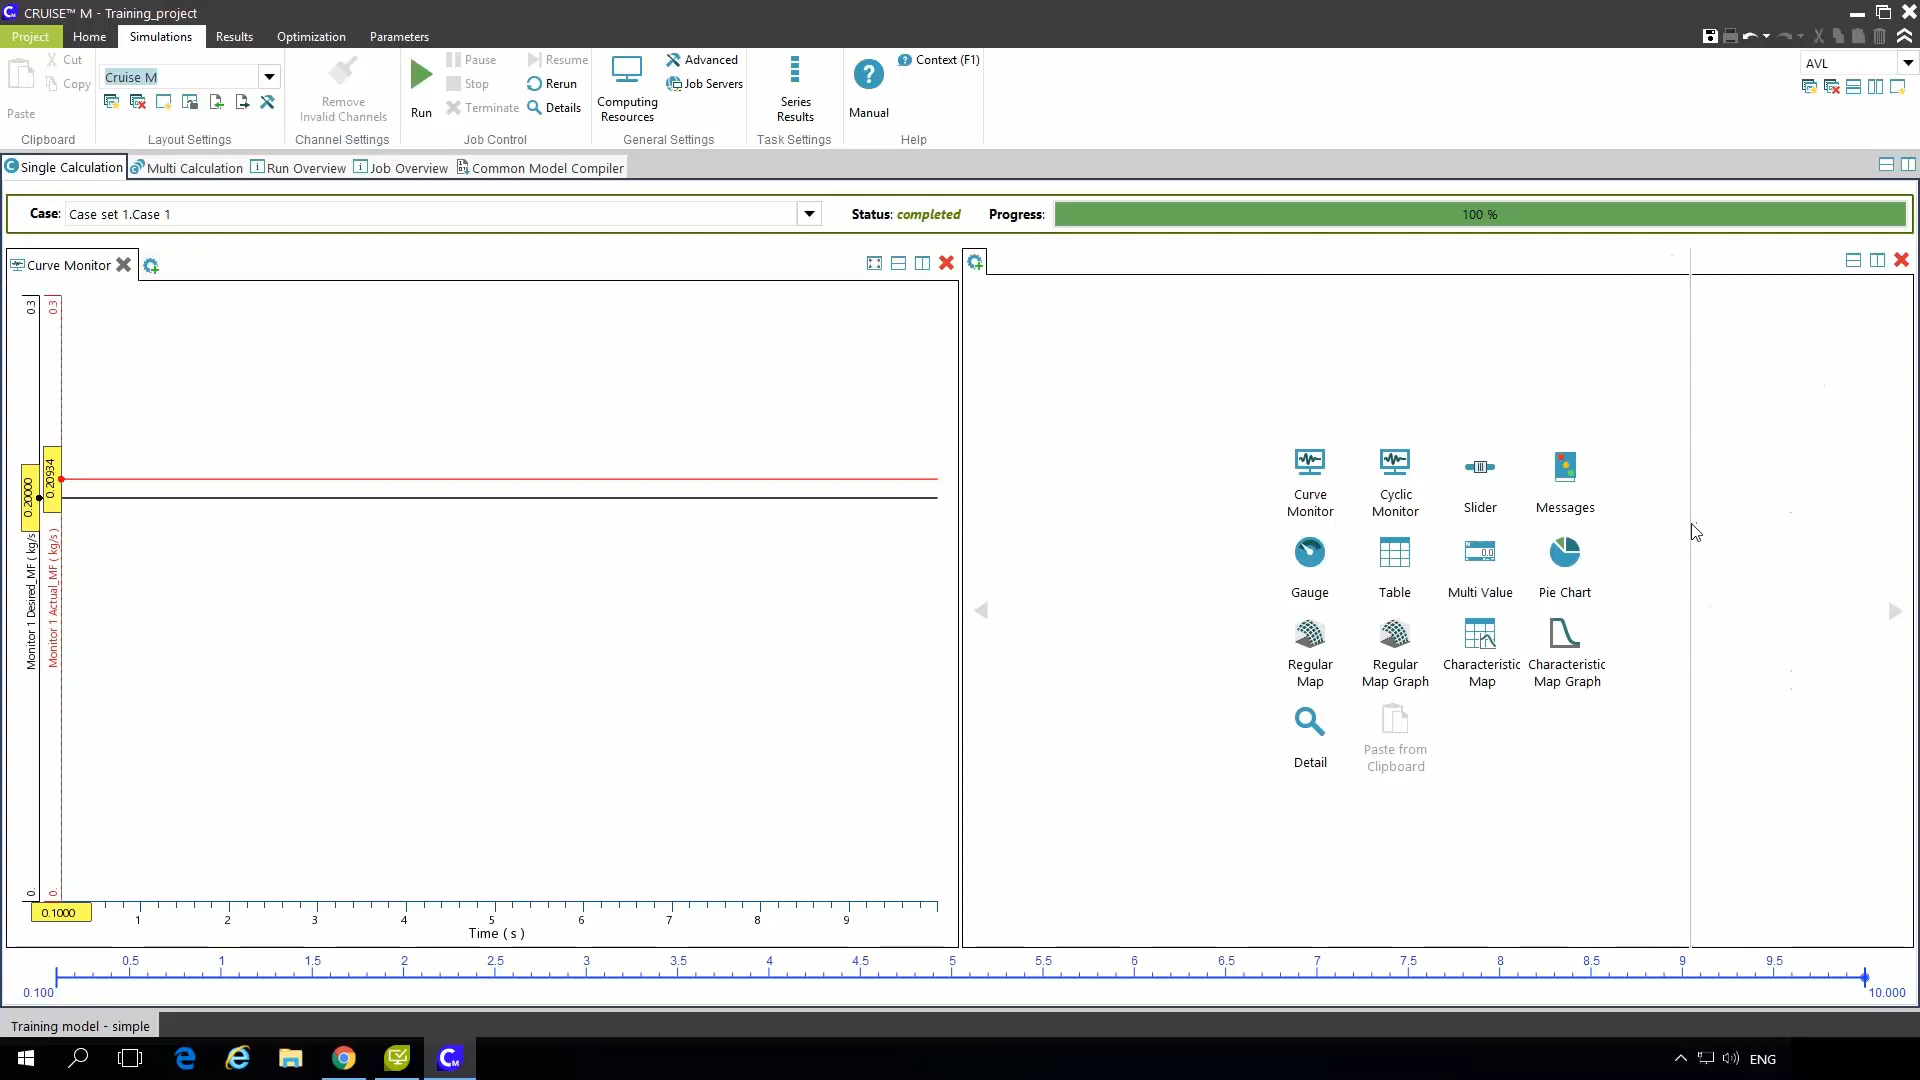 CRUISE™ M - Training_project
Project Home Simulations Results Optimization Parameters
Paste Cut Copy
Clipboard
Cruise M
Layout Settings
Remove
Invalid Channels
Channel Settings
Run
Pause Resume
Stop Rerun
Terminate Details
Job Control
Computing
Resources
Advanced
Job Servers
General Settings
Series
Results
Task Settings
Manual
Context (F1)
Help
AVL
Single Calculation Multi Calculation Run Overview Job Overview Common Model Compiler
Case: Case set 1.Case 1 Status: completed Progress: 100 %
Curve Monitor
0.3 0.3
0.20000
0.20934
Monitor 1 Desired_MF ( kg/s
Monitor 1 Actual_MF ( kg/s )
0. 0.
0.1000 1 2 3 4 5 6 7 8 9
Time ( s )
Curve
Monitor
Cyclic
Monitor
Slider
Messages
Gauge
Table
Multi Value
Pie Chart
Regular
Map
Regular
Map Graph
Characteristic
Map
Characteristic
Map Graph
Detail
Paste from
Clipboard
0.5 1 1.5 2 2.5 3 3.5 4 4.5 5 5.5 6 6.5 7 7.5 8 8.5 9 9.5
0.100 10.000
Training model - simple
ENG